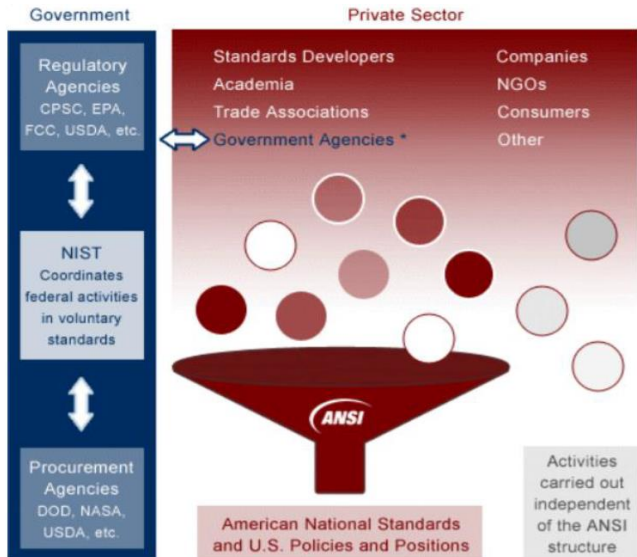 Government
Private Sector
Regulatory
Agencies
CPSC, EPA,
FCC, USDA, etc.
NIST
Coordinates
federal activities
in voluntary
standards
Procurement
Agencies
DOD, NASA,
USDA, etc.
Standards Developers
Academia
Trade Associations
Government Agencies *
Companies
NGOs
Consumers
Other
ANSI
American National Standards
and U.S. Policies and Positions
Activities
carried out
independent
of the ANSI
structure